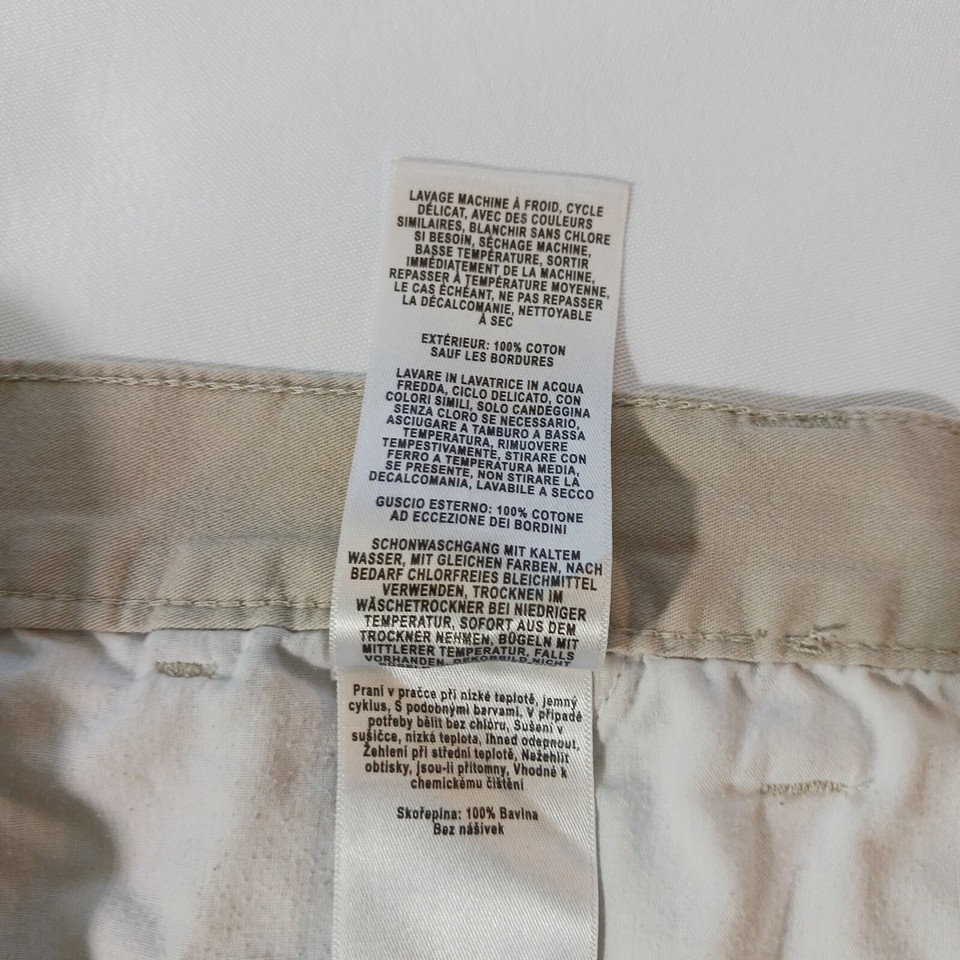 LAVAGE MACHINE À FROID, CYCLE
DÉLICAT, AVEC DES COULEURS
SIMILAIRES, BLANCHIR SANS CHLORE
SI BESOIN, SÉCHAGE MACHINE,
BASSE TEMPÉRATURE, SORTIR
IMMÉDIATEMENT DE LA MACHINE,
REPASSER À TEMPÉRATURE MOYENNE,
LE CAS ÉCHÉANT, NE PAS REPASSER
LA DÉCALCOMANIE, NETTOYABLE
À SEC
EXTÉRIEUR: 100% COTON
SAUF LES BORDURES
LAVARE IN LAVATRICE IN ACQUA
FREDDA, CICLO DELICATO, CON
COLORI SIMILI, SOLO CANDEGGINA
SENZA CLORO SE NECESSARIO,
ASCIUGARE A TAMBURO A BASSA
TEMPERATURA, RIMUOVERE
TEMPESTIVAMENTE, STIRARE CON
FERRO A TEMPERATURA MEDIA,
SE PRESENTE, NON STIRARE LA
DECALCOMANIA, LAVABILE A SECCO
GUSCIO ESTERNO: 100% COTONE
AD ECCEZIONE DEI BORDINI
SCHONWASCHGANG MIT KALTEM
WASSER, MIT GLEICHEN FARBEN, NACH
BEDARF CHLORFREIES BLEICHMITTEL
VERWENDEN, TROCKNEN IM
WÄSCHETROCKNER BEI NIEDRIGER
TEMPERATUR, SOFORT AUS DEM
TROCKNER NEHMEN, BÜGELN MIT
MITTLERER TEMPERATUR, FALLS
VORHANDEN, DEKORBILD NICHT
Praní v pračce při nízké teplotě, jemný
cyklus, S podobnými barvami, V případě
potřeby bělit bez chlóru, Sušení v
sušičce, nízká teplota, Ihned odepnout,
Žehlení při střední teplotě, Nežehlit
obtisky, jsou-li přítomny, Vhodné k
chemickému čištění
Skořepina: 100% Bavlna
Bez nášivek